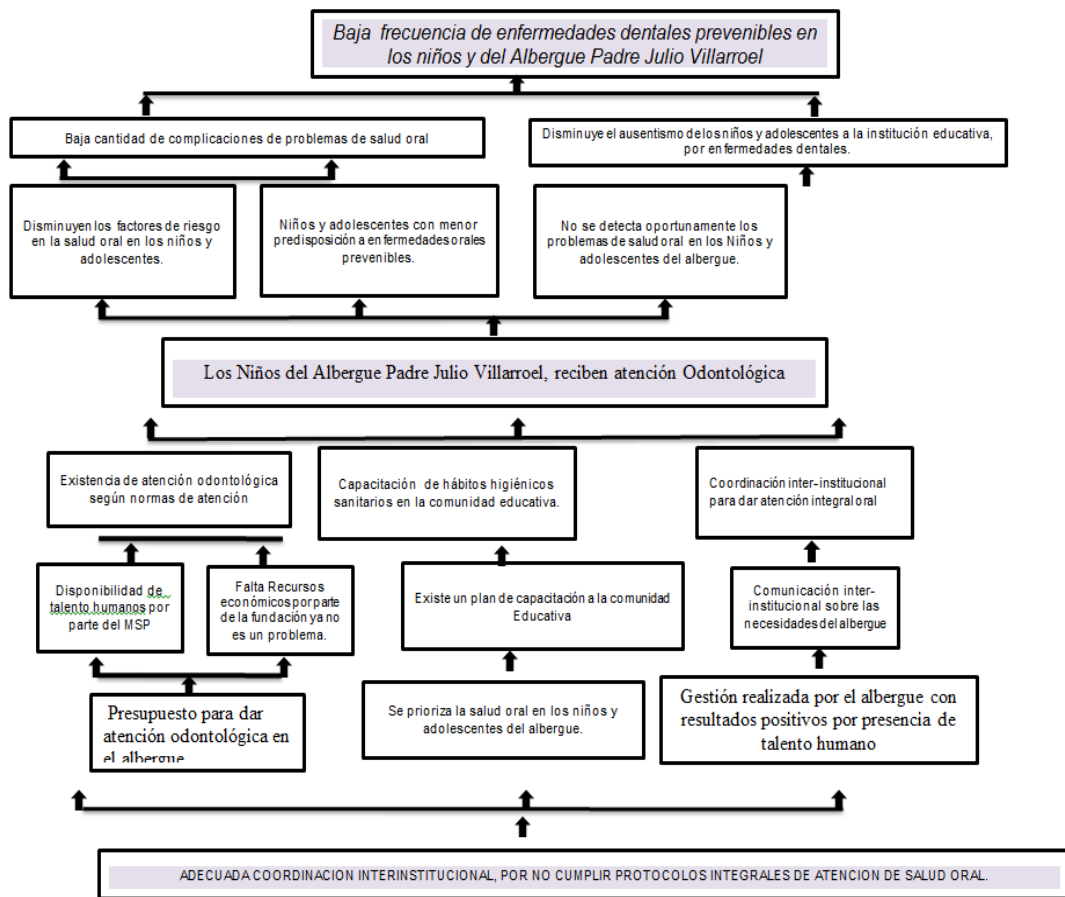 Baja frecuencia de enfermedades dentales prevenibles en
los niños y del Albergue Padre Julio Villarroel
Baja cantidad de complicaciones de problemas de salud oral
Disminuye el ausentismo de los niños y adolescentes a la institución educativa,
por enfermedades dentales.
Disminuyen los factores de riesgo
en la salud oral en los niños y
adolescentes.
Niños y adolescentes con menor
predisposición a enfermedades orales
prevenibles.
No se detecta oportunamente los
problemas de salud oral en los Niños y
adolescentes del albergue.
Los Niños del Albergue Padre Julio Villarroel, reciben atención Odontológica
Existencia de atención odontológica
según normas de atención
Capacitación de hábitos higiénicos
sanitarios en la comunidad educativa.
Coordinación inter-institucional
para dar atención integral oral
Disponibilidad de
talento humanos por
parte del MSP
Falta Recursos
económicos por parte
de la fundación ya no
es un problema.
Existe un plan de capacitación a la comunidad
Educativa
Comunicación inter-
institucional sobre las
necesidades del albergue
Presupuesto para dar
atención odontológica en
el albergue
Se prioriza la salud oral en los niños y
adolescentes del albergue.
Gestión realizada por el albergue con
resultados positivos por presencia de
talento humano
ADECUADA COORDINACION INTERINSTITUCIONAL, POR NO CUMPLIR PROTOCOLOS INTEGRALES DE ATENCION DE SALUD ORAL.